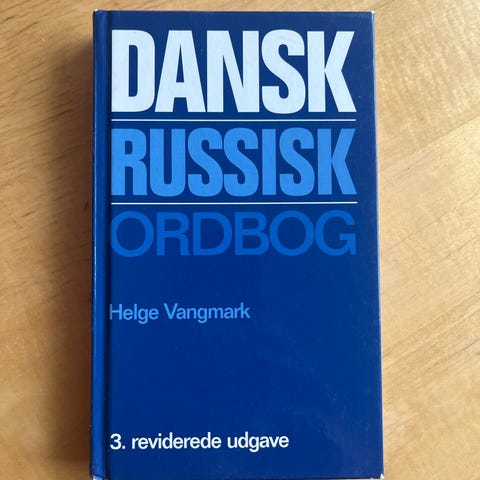 DANSK
RUSSISK
ORDBOG
Helge Vangmark
3. reviderede udgave